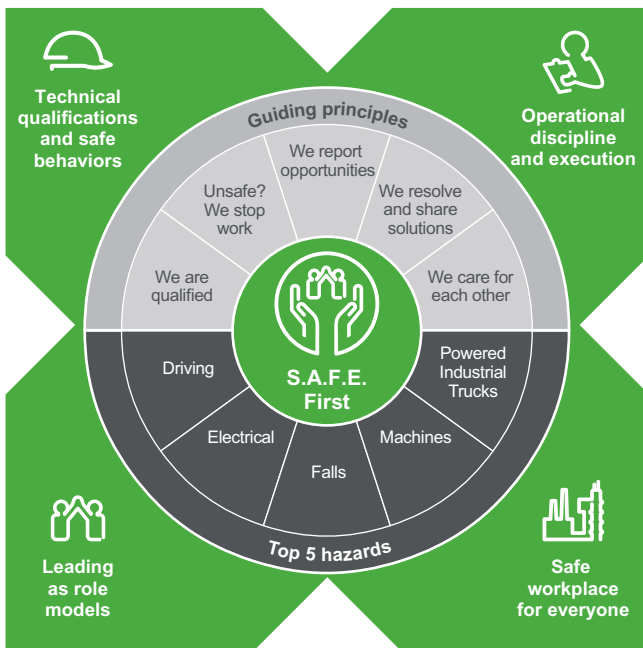 Technical
qualifications
and safe
behaviors
Operational
discipline
and execution
Guiding principles
We are
qualified
Unsafe?
We stop
work
We report
opportunities
We resolve
and share
solutions
We care for
each other
S.A.F.E.
First
Driving
Electrical
Falls
Machines
Powered
Industrial
Trucks
Top 5 hazards
Leading
as role
models
Safe
workplace
for everyone